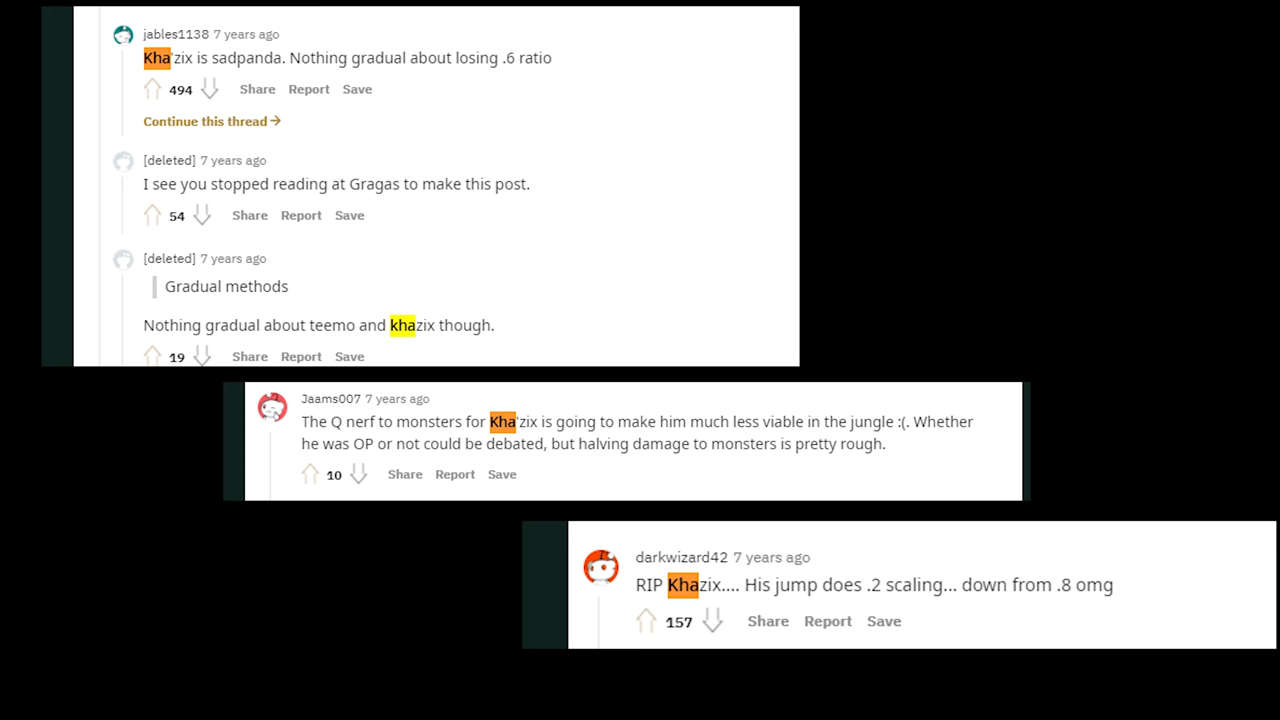 jables1138 7 years ago
Kha'zix is sadpanda. Nothing gradual about losing .6 ratio
494 Share Report Save
Continue this thread →
[deleted] 7 years ago
I see you stopped reading at Gragas to make this post.
54 Share Report Save
[deleted] 7 years ago
Gradual methods
Nothing gradual about teemo and khazix though.
19 Share Report Save
Jaams007 7 years ago
The Q nerf to monsters for Kha'zix is going to make him much less viable in the jungle :(. Whether
he was OP or not could be debated, but halving damage to monsters is pretty rough.
10 Share Report Save
darkwizard42 7 years ago
RIP Khazix.... His jump does .2 scaling... down from .8 omg
157 Share Report Save